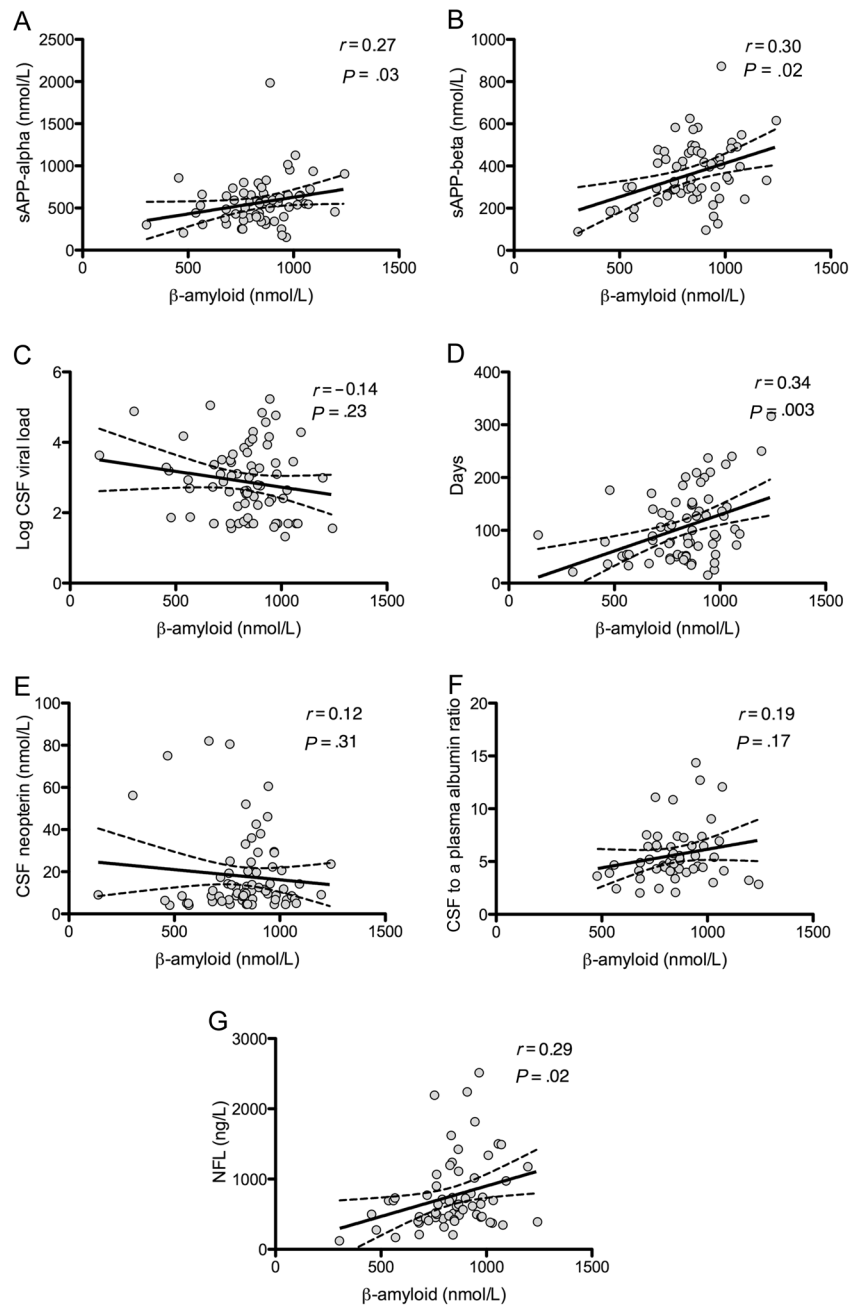 A
2500
2000
1500
1000
500
0
sAPP-alpha (nmol/L)
r=0.27
P = .03
0 500 1000 1500
β-amyloid (nmol/L)
B
1000
800
600
400
200
0
sAPP-beta (nmol/L)
r=0.30
P = .02
0 500 1000 1500
β-amyloid (nmol/L)
C
6
4
2
0
Log CSF viral load
r=−0.14
P = .23
0 500 1000 1500
β-amyloid (nmol/L)
D
400
300
200
100
0
Days
r=0.34
P = .003
0 500 1000 1500
β-amyloid (nmol/L)
E
100
80
60
40
20
0
CSF neopterin (nmol/L)
r=0.12
P = .31
0 500 1000 1500
β-amyloid (nmol/L)
F
20
15
10
5
0
CSF to a plasma albumin ratio
r=0.19
P = .17
0 500 1000 1500
β-amyloid (nmol/L)
G
3000
2000
1000
0
NFL (ng/L)
r=0.29
P = .02
0 500 1000 1500
β-amyloid (nmol/L)